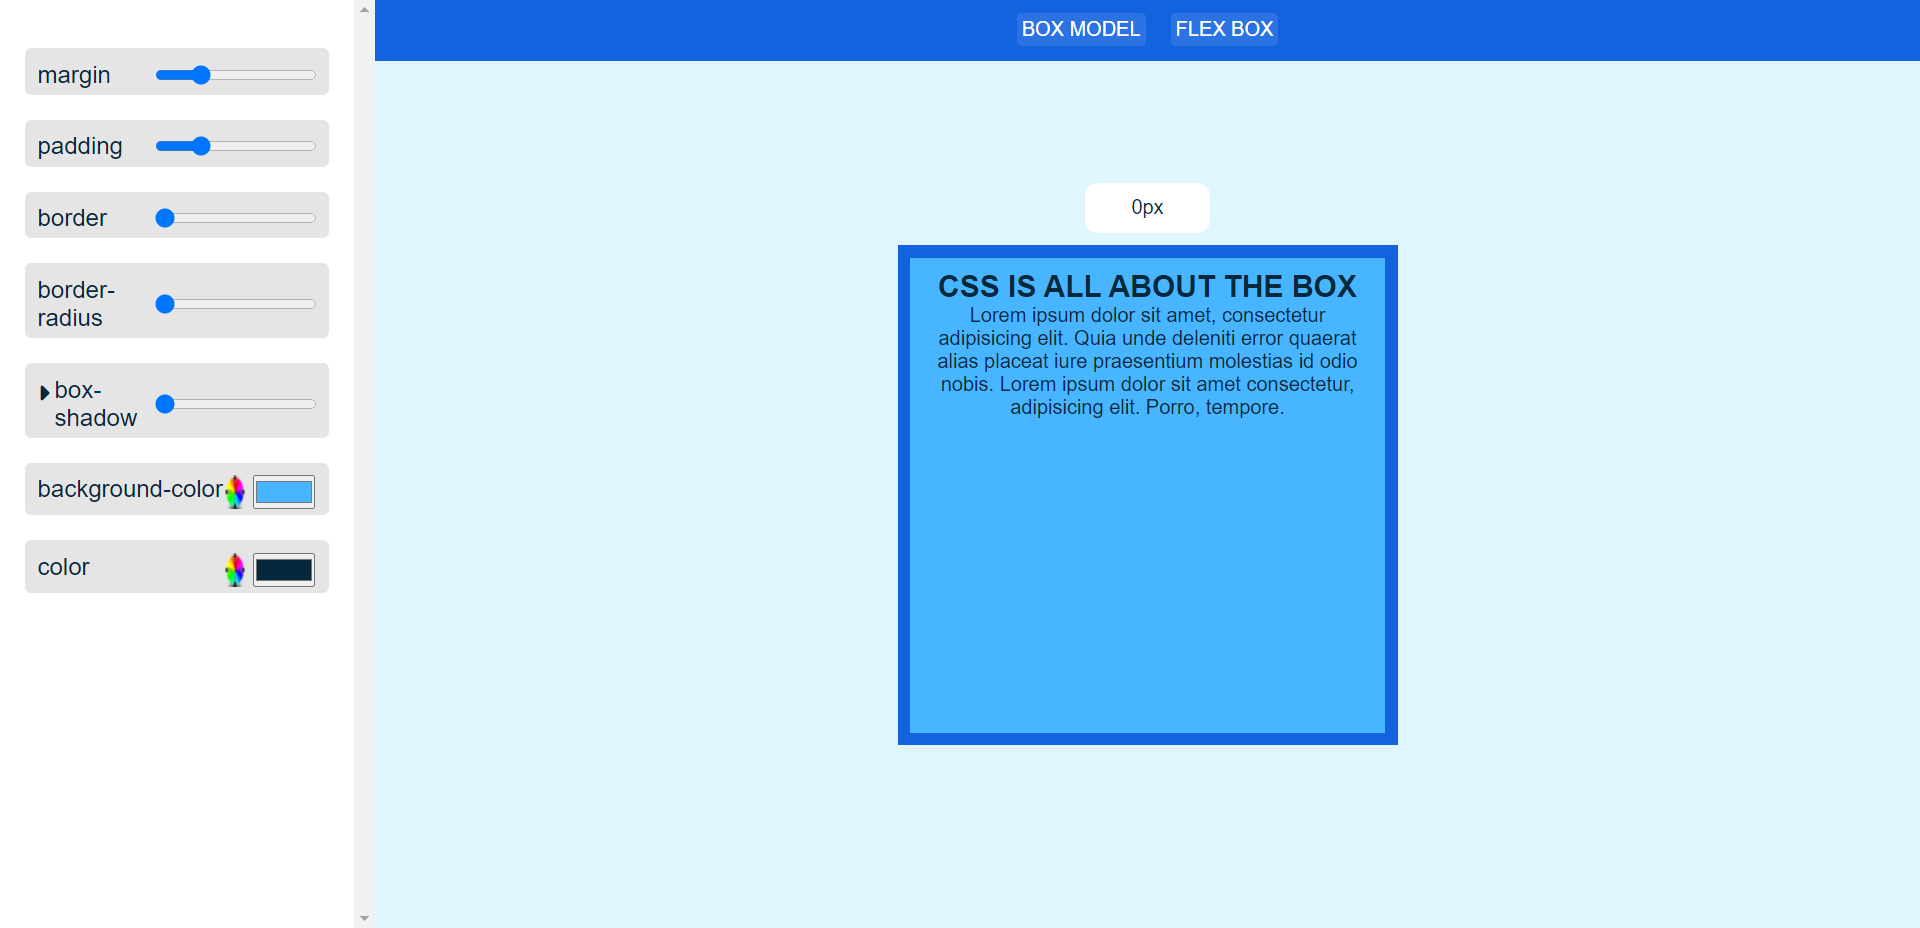 BOX MODEL
FLEX BOX
margin
padding
border
border-
radius
box-
shadow
background-color
color
0px
CSS IS ALL ABOUT THE BOX
Lorem ipsum dolor sit amet, consectetur
adipisicing elit. Quia unde deleniti error quaerat
alias placeat iure praesentium molestias id odio
nobis. Lorem ipsum dolor sit amet consectetur,
adipisicing elit. Porro, tempore.